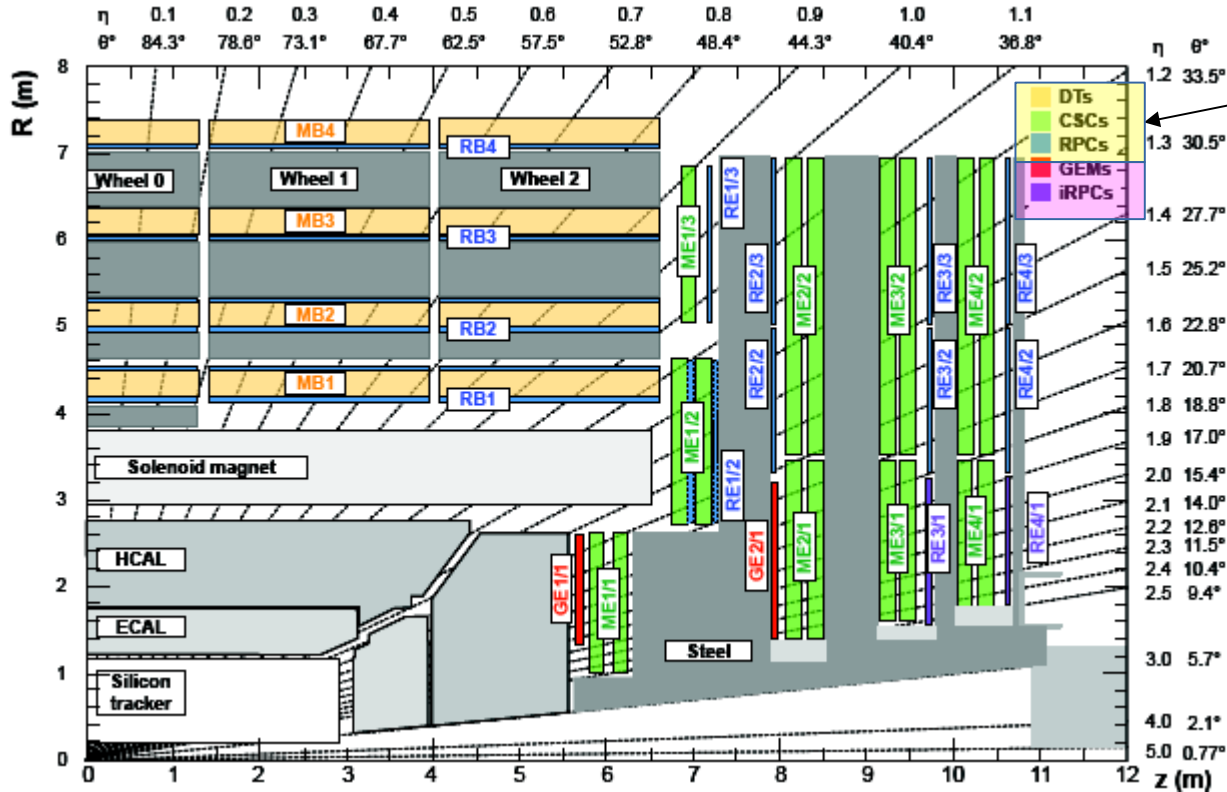 η 0.1 0.2 0.3 0.4 0.5 0.6 0.7 0.8 0.9 1.0 1.1
θ° 84.3° 78.6° 73.1° 67.7° 62.5° 57.5° 52.8° 48.4° 44.3° 40.4° 36.8°
η θ°
R (m)
8
7
6
5
4
3
2
1
0
1.2 33.5°
1.3 30.5°
1.4 27.7°
1.5 25.2°
1.6 22.8°
1.7 20.7°
1.8 18.8°
1.9 17.0°
2.0 15.4°
2.1 14.0°
2.2 12.6°
2.3 11.5°
2.4 10.4°
2.5 9.4°
3.0 5.7°
4.0 2.1°
5.0 0.77°
DTs
CSCs
RPCs
GEMs
iRPCs
MB4
RB4
Wheel 0
Wheel 1
Wheel 2
MB3
RB3
MB2
RB2
MB1
RB1
Solenoid magnet
HCAL
ECAL
Silicon
tracker
Steel
ME1/3
RE1/3
RE2/3
ME2/2
ME3/2
RE3/3
ME4/2
RE4/3
RE2/2
RE3/2
RE4/2
ME1/2
RE1/2
GE1/1
ME1/1
GE2/1
ME2/1
ME3/1
RE3/1
ME4/1
RE4/1
0 1 2 3 4 5 6 7 8 9 10 11 12
z (m)